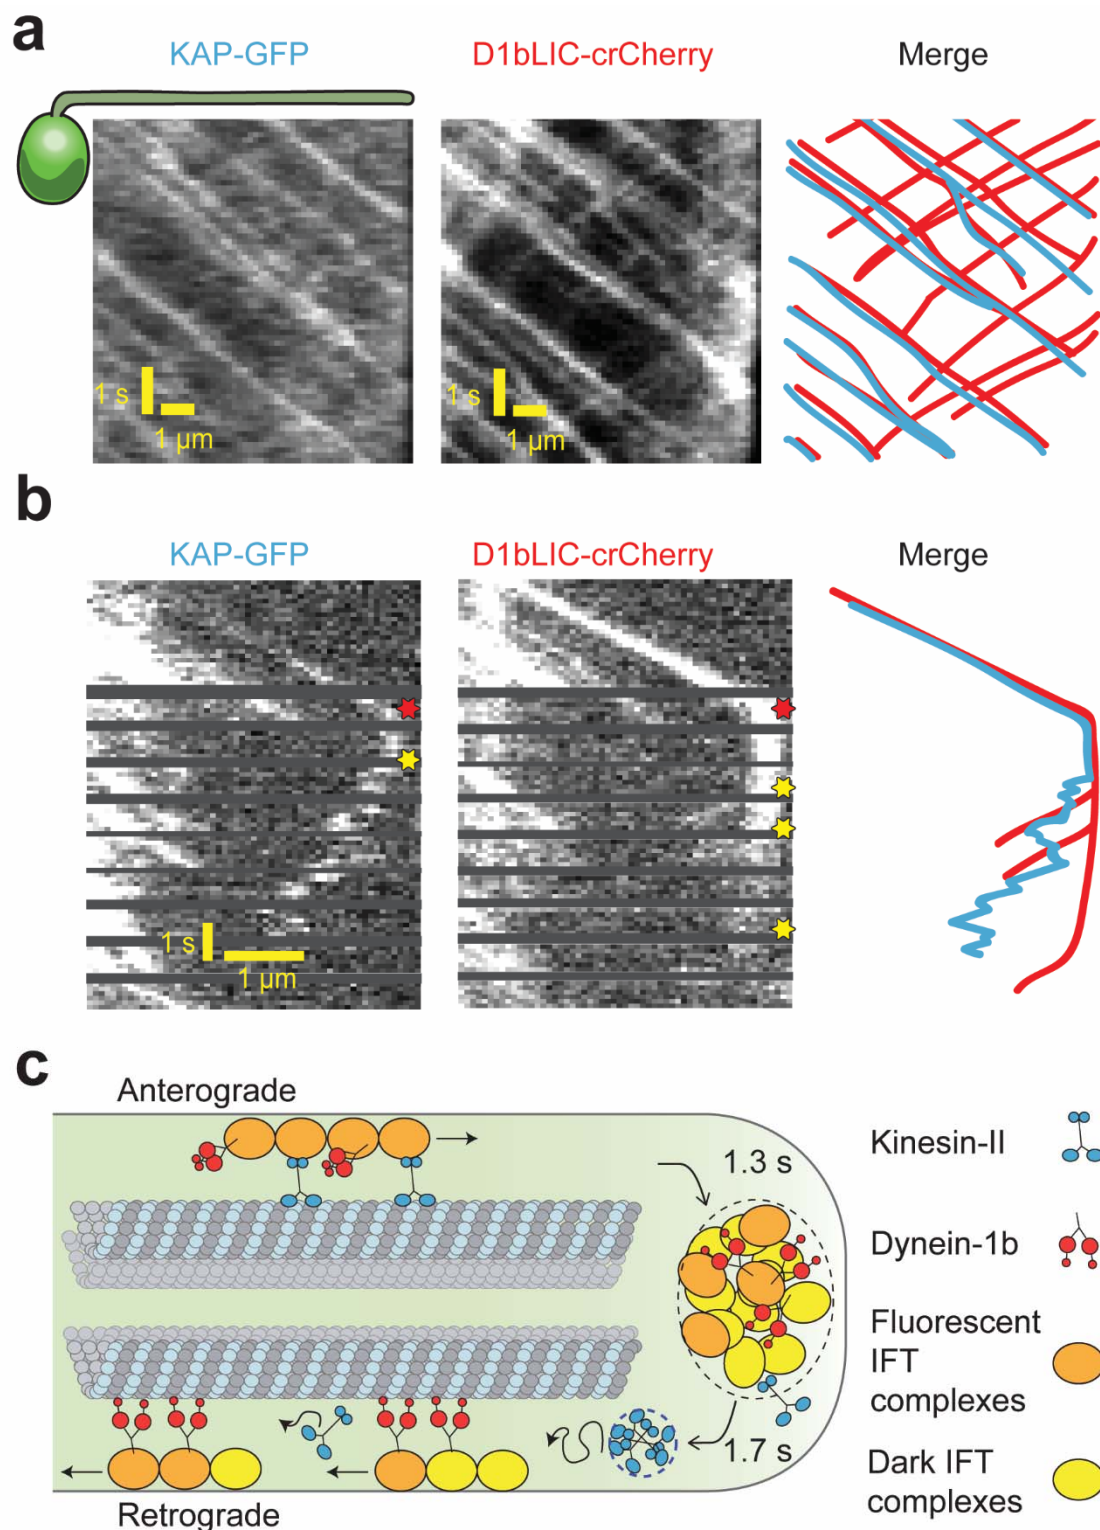 a
KAP-GFP
D1bLIC-crCherry
Merge
1 s
1 µm
1 s
1 µm
b
KAP-GFP
D1bLIC-crCherry
Merge
1 s
1 µm
c
Anterograde
1.3 s
1.7 s
Retrograde
Kinesin-II
Dynein-1b
Fluorescent
IFT
complexes
Dark IFT
complexes